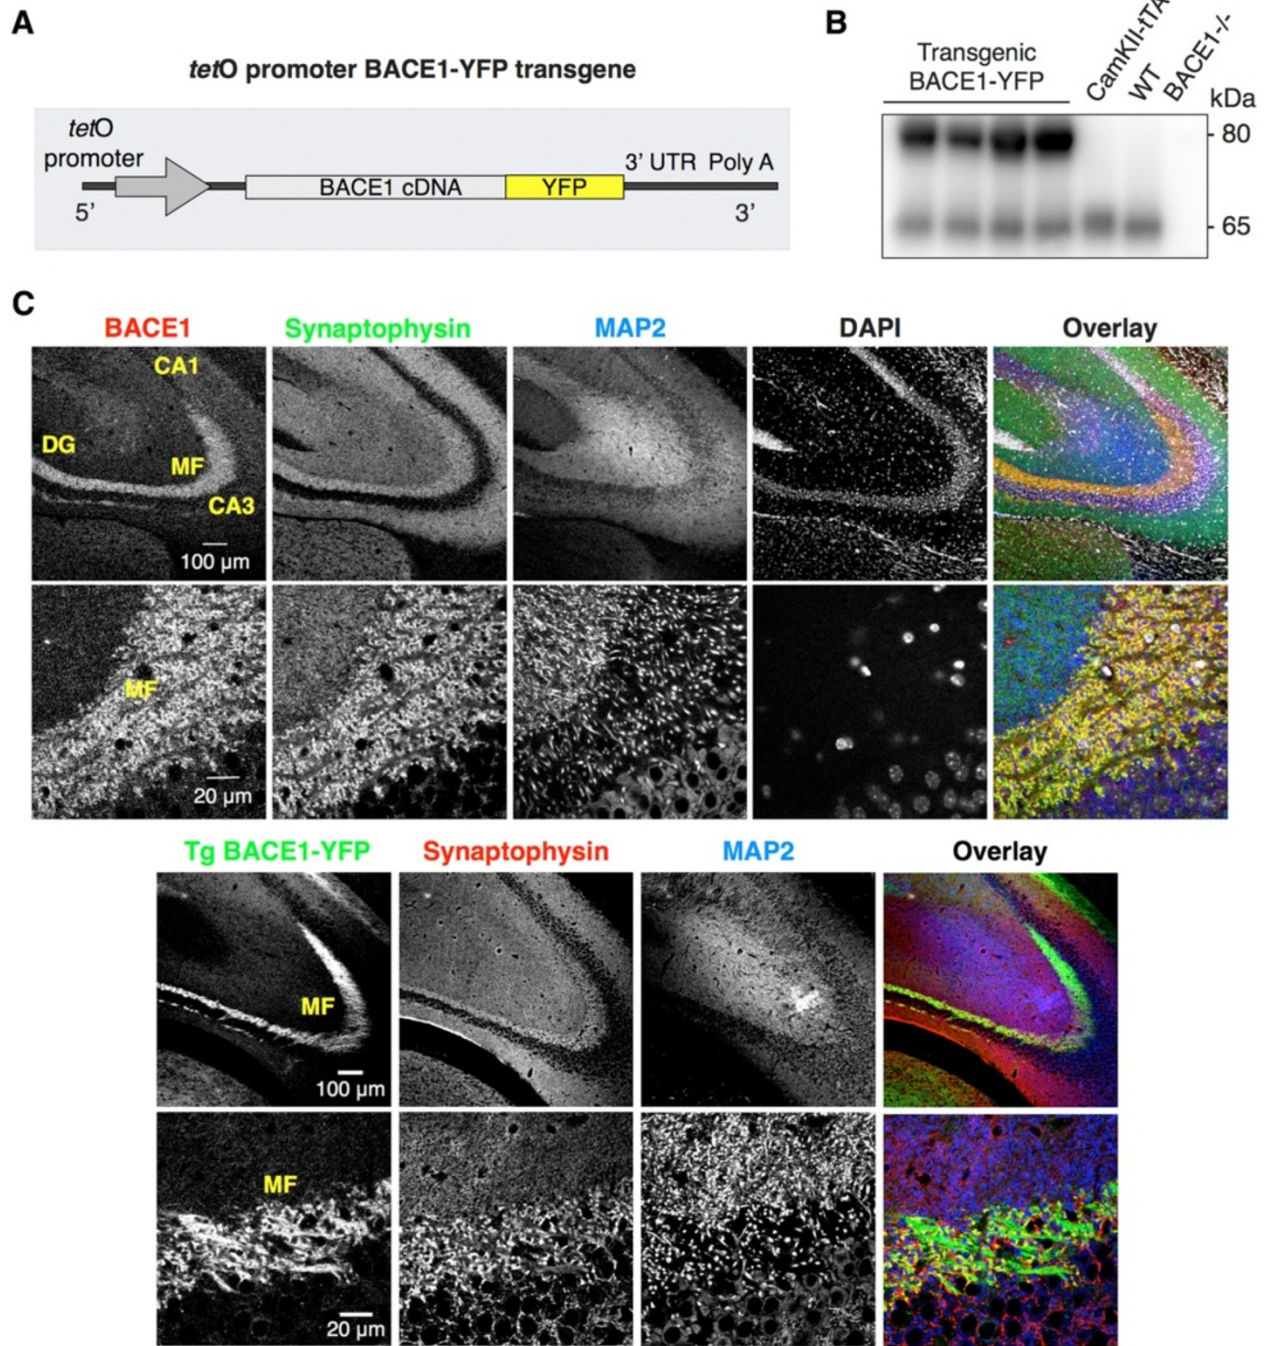 A
tetO promoter BACE1-YFP transgene
tetO
promoter
BACE1 cDNA
YFP
3’ UTR Poly A
5’
3’
B
Transgenic
BACE1-YFP
CamKII-tTA
WT
BACE1-/-
kDa
80
65
C
BACE1
Synaptophysin
MAP2
DAPI
Overlay
CA1
DG
MF
CA3
100 µm
MF
20 µm
Tg BACE1-YFP
Synaptophysin
MAP2
Overlay
MF
100 µm
MF
20 µm